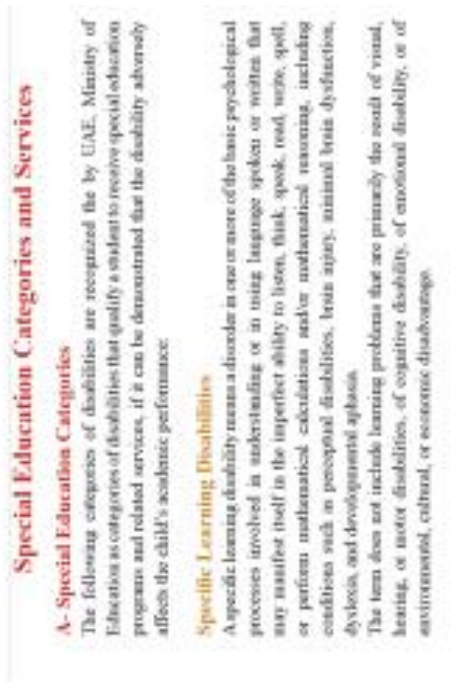 Special Education Categories and Services
A- Special Education Categories
The following categories of disabilities are recognized the by UAE, Ministry of
Education as categories of disabilities that qualify a student to receive special education
programs and related services, if it can be demonstrated that the disability adversely
affects the child's academic performance:
Specific Learning Disabilities
A specific learning disability means a disorder in one or more of the basic psychological
processes involved in understanding or in using language spoken or written that
may manifest itself in the imperfect ability to listen, think, speak, read, write, spell,
or perform mathematical calculations and/or mathematical reasoning, including
conditions such as perceptual disabilities, brain injury, minimal brain dysfunction,
dyslexia, and developmental aphasia.
The term does not include learning problems that are primarily the result of visual,
hearing, or motor disabilities, of cognitive disability, of emotional disability, or of
environmental, cultural, or economic disadvantage.